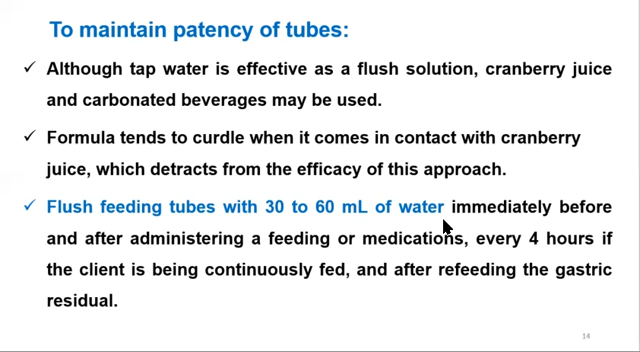 To maintain patency of tubes:
✓ Although tap water is effective as a flush solution, cranberry juice
and carbonated beverages may be used.
✓ Formula tends to curdle when it comes in contact with cranberry
juice, which detracts from the efficacy of this approach.
✓ Flush feeding tubes with 30 to 60 mL of water immediately before
and after administering a feeding or medications, every 4 hours if
the client is being continuously fed, and after refeeding the gastric
residual.
14